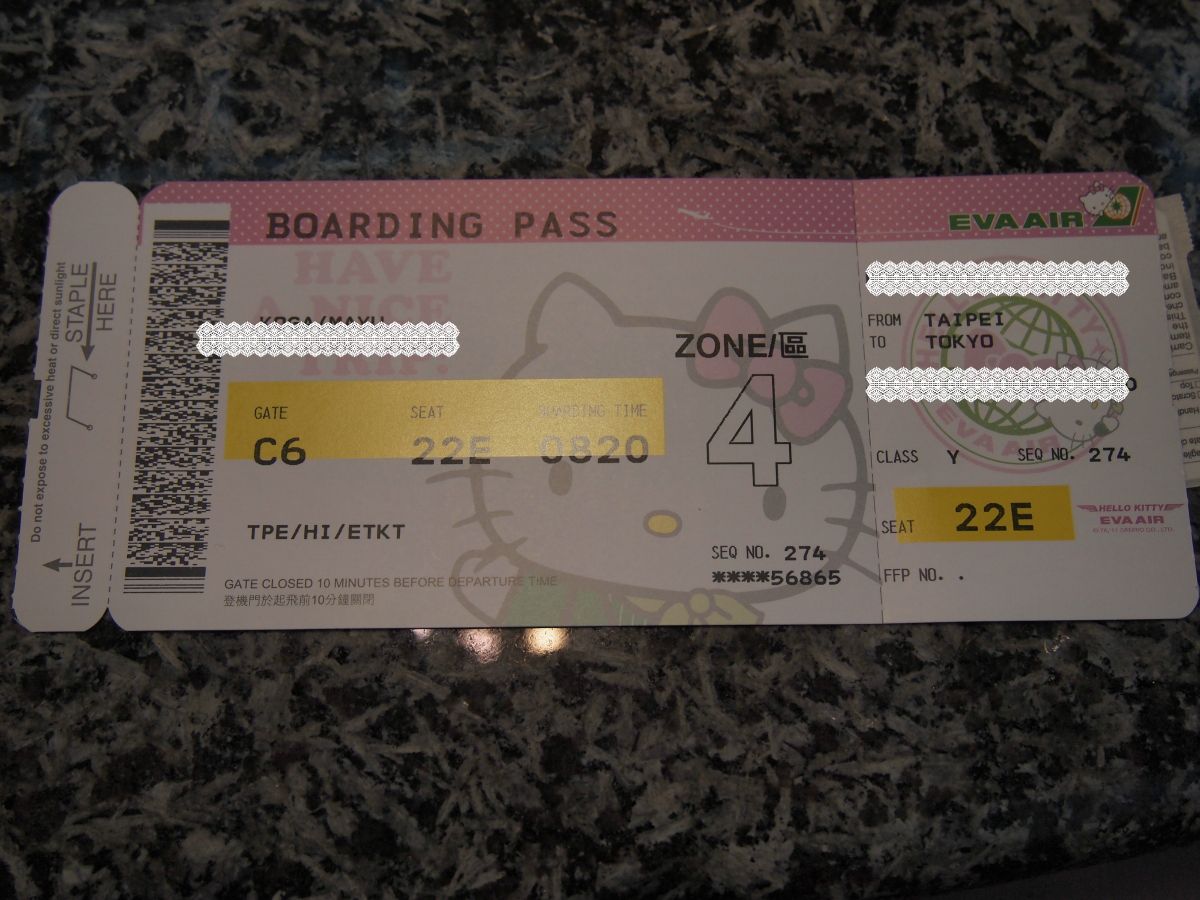 BOARDING PASS
HAVE
A NICE
TRIP!
ZONE/區
4
GATE SEAT BOARDING TIME
C6 22E 0820
TPE/HI/ETKT
SEQ NO. 274
****56865
GATE CLOSED 10 MINUTES BEFORE DEPARTURE TIME
登機門於起飛前10分鐘關閉
EVA AIR
FROM TAIPEI
TO TOKYO
CLASS Y SEQ NO. 274
SEAT 22E
HELLO KITTY
EVA AIR
FFP NO. .
EVA AIR
Do not expose to excessive heat or direct sunlight
STAPLE
HERE
INSERT